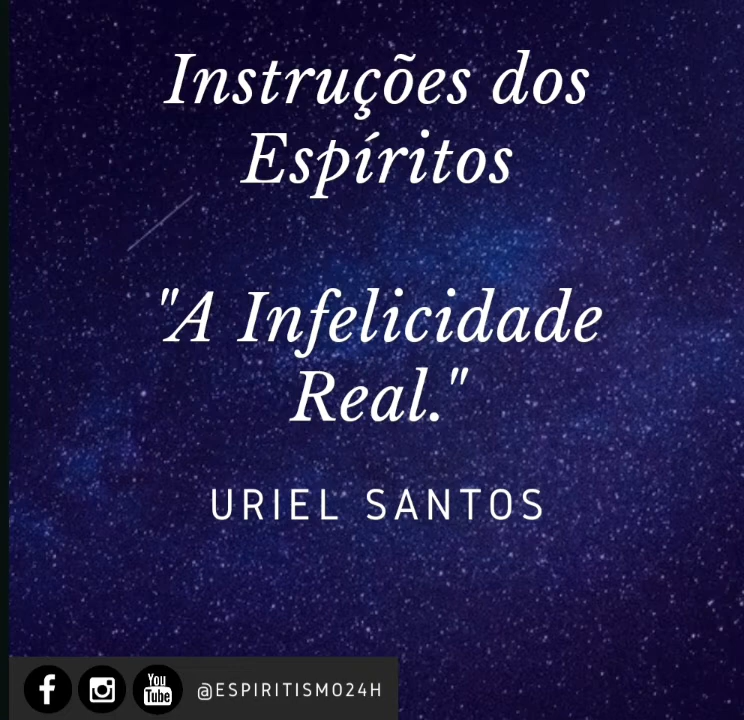 Instruções dos
Espíritos
"A Infelicidade
Real."
URIEL SANTOS
You
Tube
@ESPIRITISMO24H